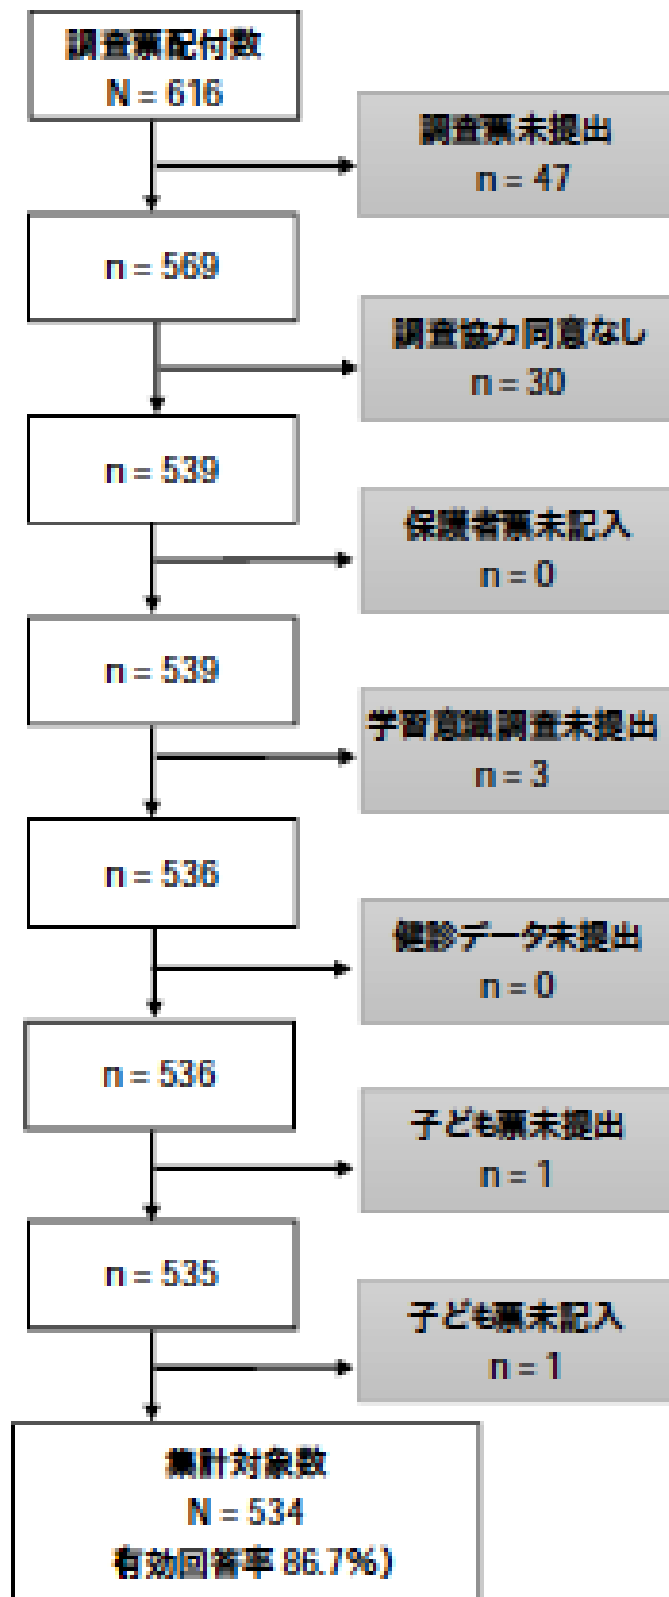 調査票配付数
N = 616
調査票未提出
n = 47
n = 569
調査協力同意なし
n = 30
n = 539
保護者票未記入
n = 0
n = 539
学習意識調査未提出
n = 3
n = 536
健診データ未提出
n = 0
n = 536
子ども票未提出
n = 1
n = 535
子ども票未記入
n = 1
集計対象数
N = 534
有効回答率 86.7%)